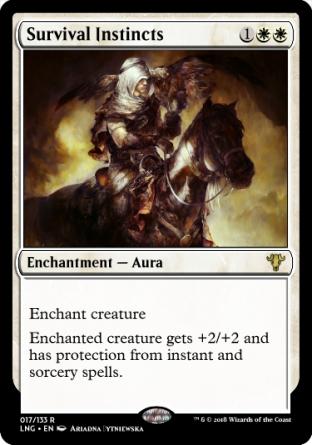 Survival Instincts 1
Enchantment — Aura
Enchant creature
Enchanted creature gets +2/+2 and
has protection from instant and
sorcery spells.
017/133 R
LNG • EN ARIADNA ZYTNIEWSKA
™ & © 2018 Wizards of the Coast